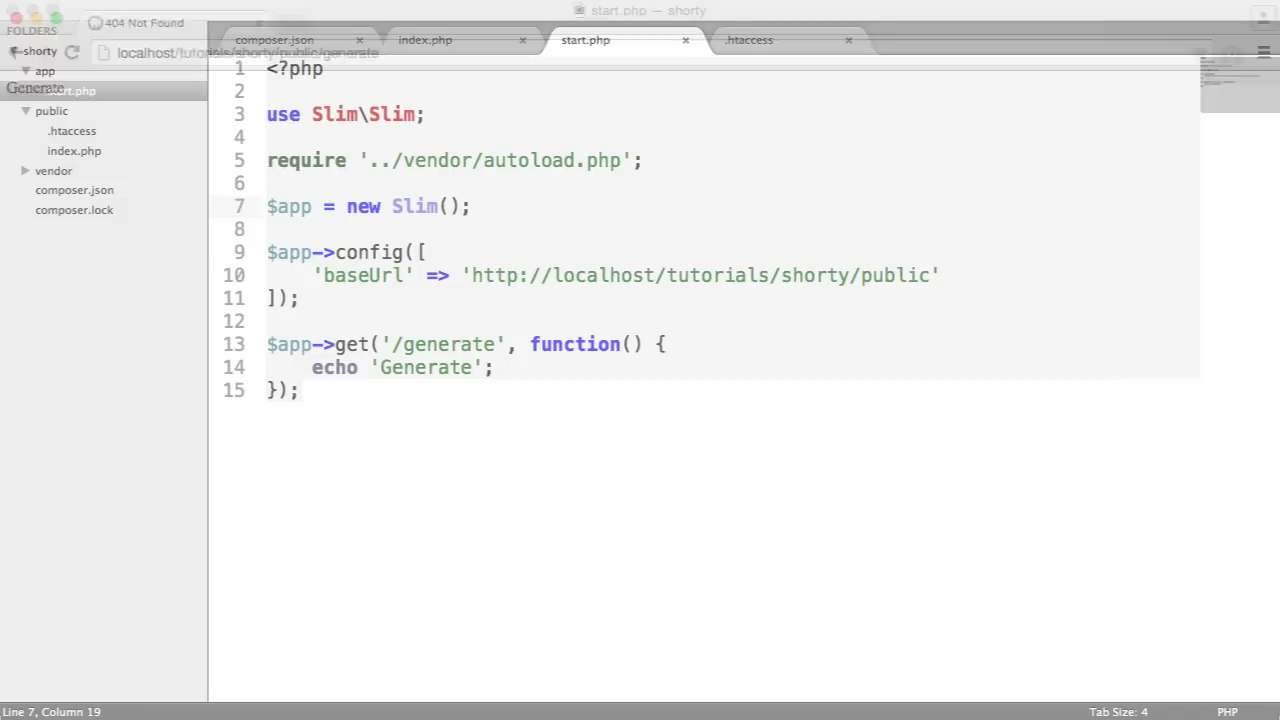 start.php — shorty
404 Not Found
FOLDERS
composer.json
index.php
start.php
.htaccess
shorty
localhost/tutorials/shorty/public/generate
app
Generate
start.php
public
.htaccess
index.php
vendor
composer.json
composer.lock
1 <?php
2
3 use Slim\Slim;
4
5 require '../vendor/autoload.php';
6
7 $app = new Slim();
8
9 $app->config([
10 'baseUrl' => 'http://localhost/tutorials/shorty/public'
11 ]);
12
13 $app->get('/generate', function() {
14 echo 'Generate';
15 });
Line 7, Column 19
Tab Size: 4
PHP